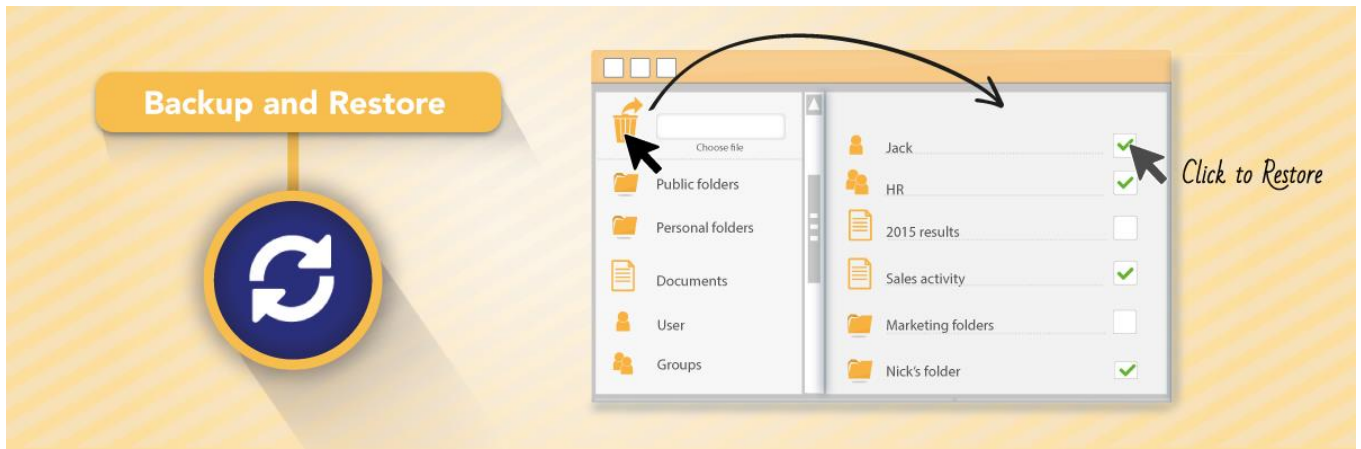 Backup and Restore
Choose file
Public folders
Personal folders
Documents
User
Groups
Jack
HR
2015 results
Sales activity
Marketing folders
Nick's folder
Click to Restore